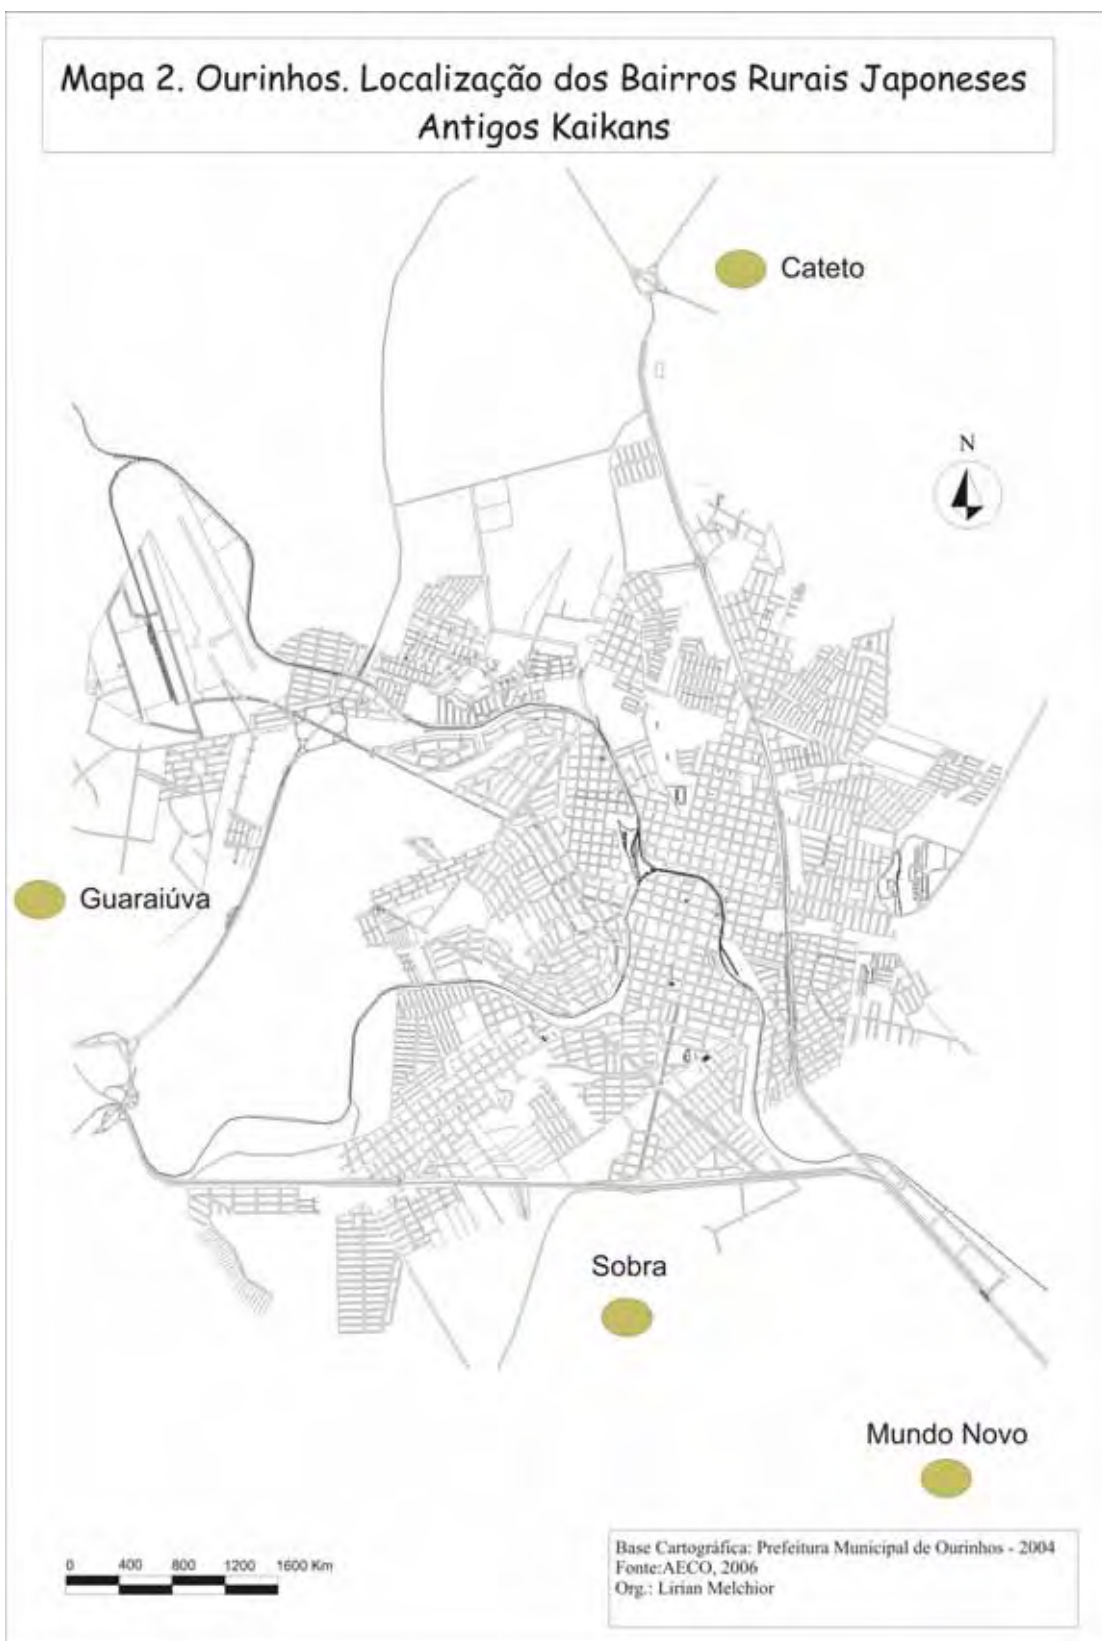 Mapa 2. Ourinhos. Localização dos Bairros Rurais Japoneses
Antigos Kaikans
Cateto
N
Guaraiúva
Sobra
Mundo Novo
0 400 800 1200 1600 Km
Base Cartográfica: Prefeitura Municipal de Ourinhos - 2004
Fonte:AECO, 2006
Org.: Lirian Melchior